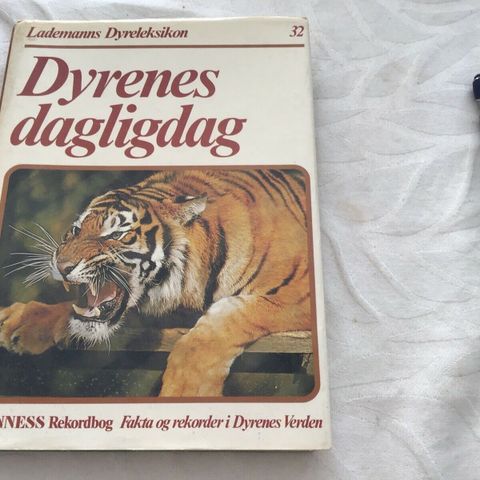 Lademanns Dyreleksikon 32
Dyrenes
dagligdag
NNESS Rekordbog Fakta og rekorder i Dyrenes Verden